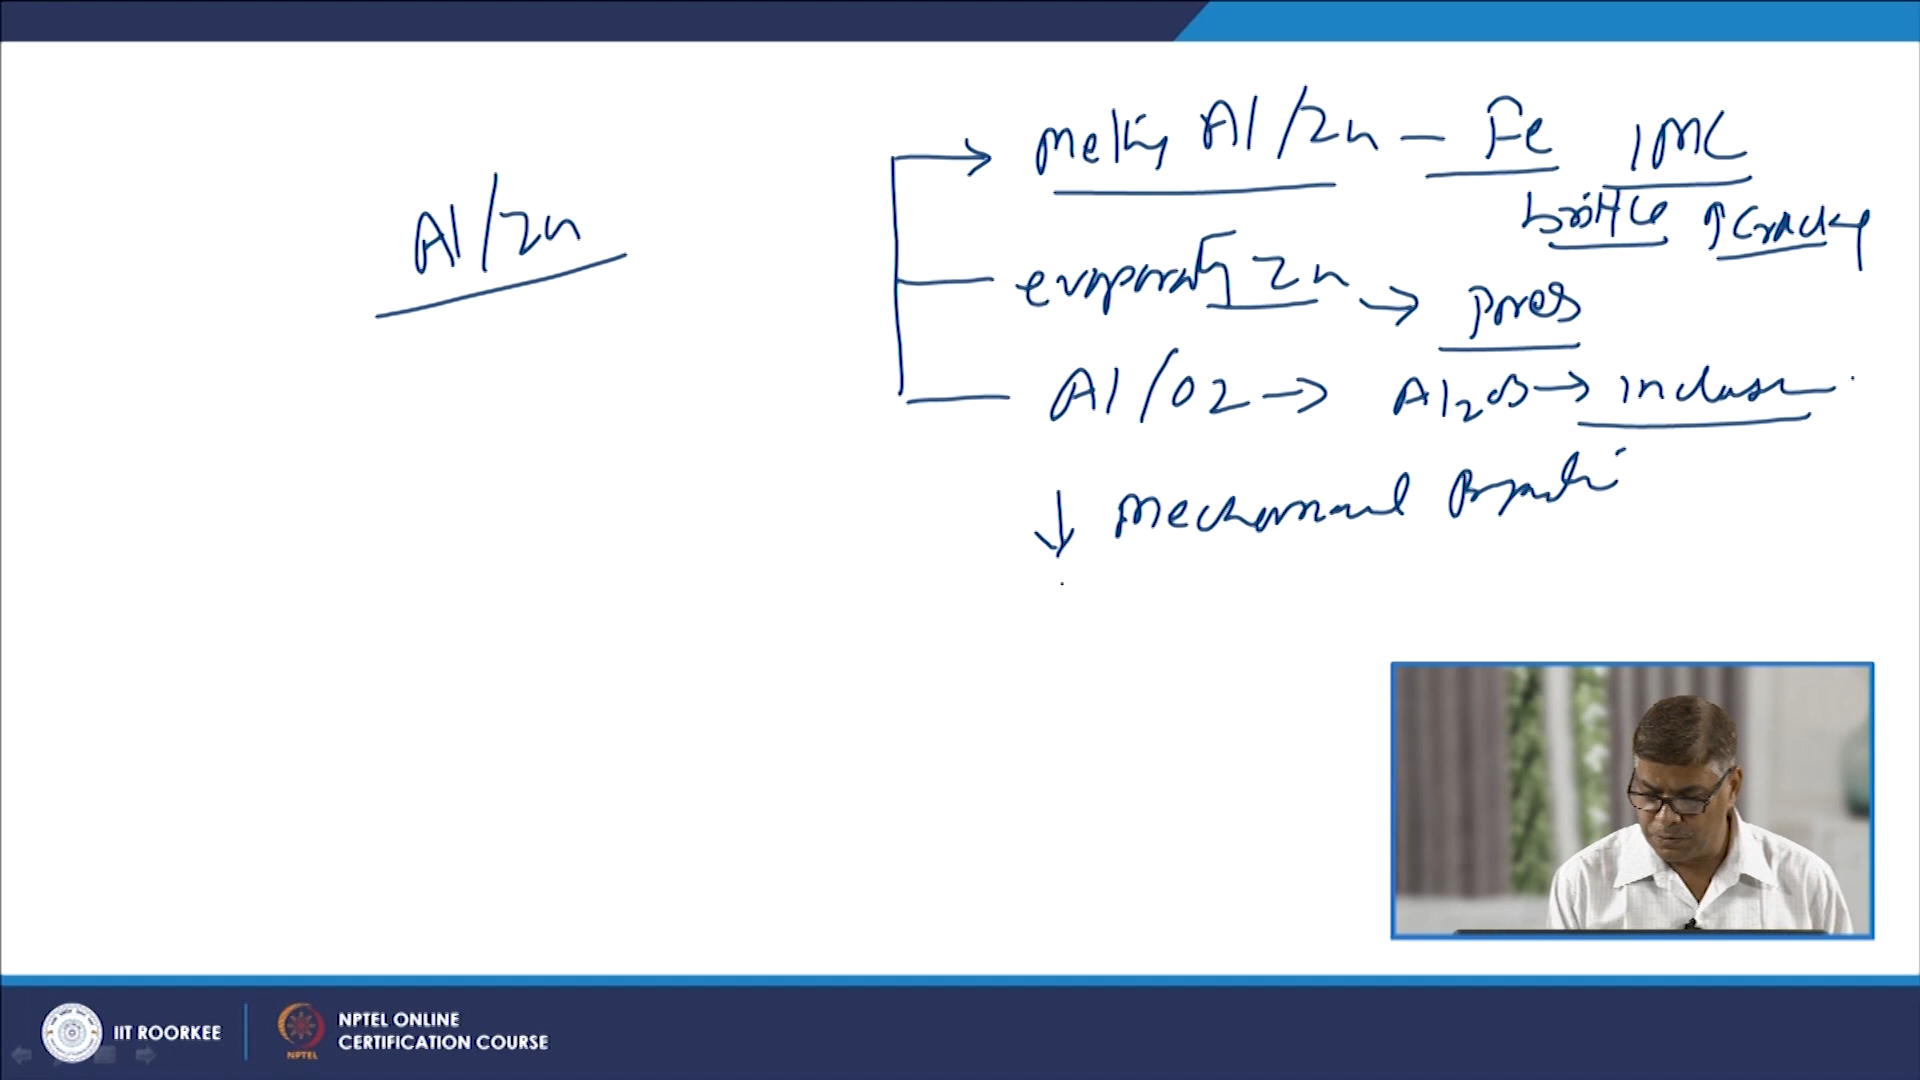 Al/Zn
Melting Al/Zn – Fe IMC
brittle ↑ Cracking
evaporating Zn → Pores
Al/O2 → Al2O3 → inclusion
↓ Mechanical Properties
IIT ROORKEE
NPTEL
NPTEL ONLINE
CERTIFICATION COURSE